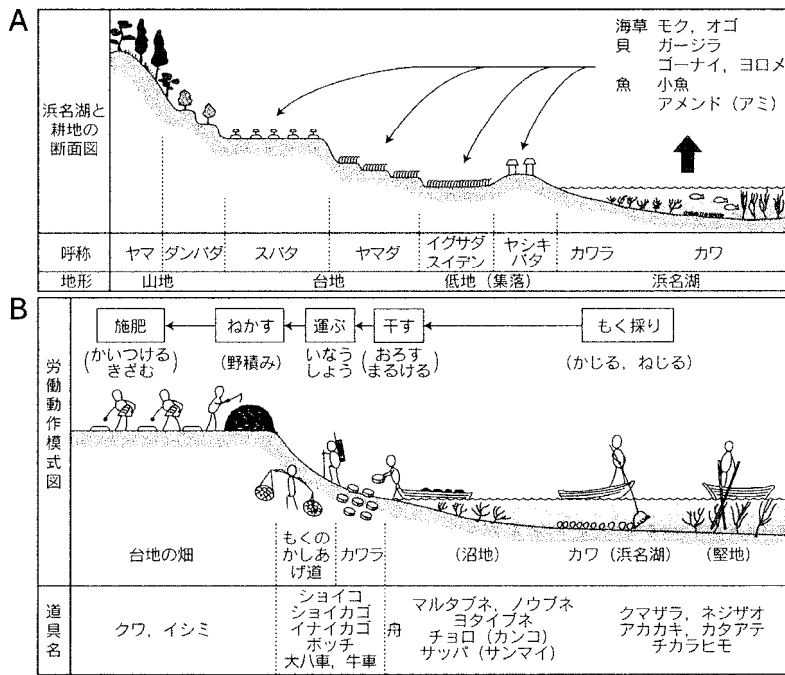 A
海草 モク，オゴ
貝 ガージラ
ゴーナイ，ヨロメ
魚 小魚
アメンド（アミ）
浜名湖と
耕地の
断面図
呼称 ヤマ ダンバダ スバタ ヤマダ イグサダ スイデン ヤシキ バタ カワラ カワ
地形 山地 台地 低地（集落） 浜名湖
B
施肥 ねかす 運ぶ 干す もく採り
（かいつける きざむ） （野積み） いなう しょう （おろす まるける） （かじる，ねじる）
労働動作模式図
台地の畑 もくの かしあ げ道 カワラ （沼地） カワ（浜名湖） （堅地）
道具名
クワ，イシミ
ショイコ
ショイカゴ
イナイカゴ
ボッチ
大八車，牛車
舟
マルタブネ，ノウブネ
ヨタイブネ
チョロ（カンコ）
サッパ（サンマイ）
クマザラ，ネジザオ
アカカキ，カタアテ
チカラヒモ